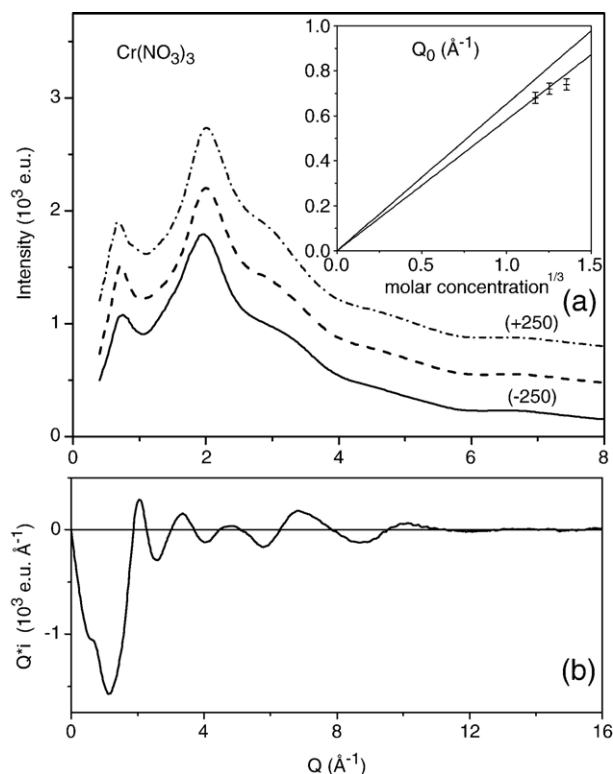 Cr(NO₃)₃
Q₀ (Å⁻¹)
1.0
0.8
0.6
0.4
0.2
0.0
0.0 0.5 1.0 1.5
molar concentration^1/3
(a)
Intensity (10³ e.u.)
3
2
1
0
(+250)
(-250)
0 2 4 6 8
Q*i (10³ e.u. Å⁻¹)
0
-1
(b)
0 4 8 12 16
Q (Å⁻¹)